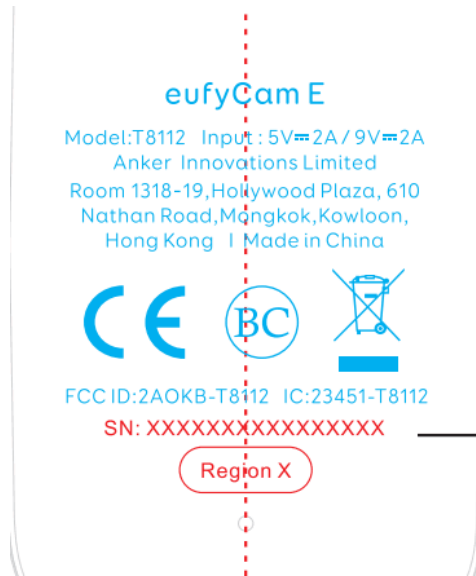 eufyCam E
Model:T8112 Input : 5V⎓2A / 9V⎓2A
Anker Innovations Limited
Room 1318-19,Hollywood Plaza, 610
Nathan Road,Mongkok,Kowloon,
Hong Kong I Made in China
CE BC
FCC ID:2AOKB-T8112 IC:23451-T8112
SN: XXXXXXXXXXXXXXXX
Region X